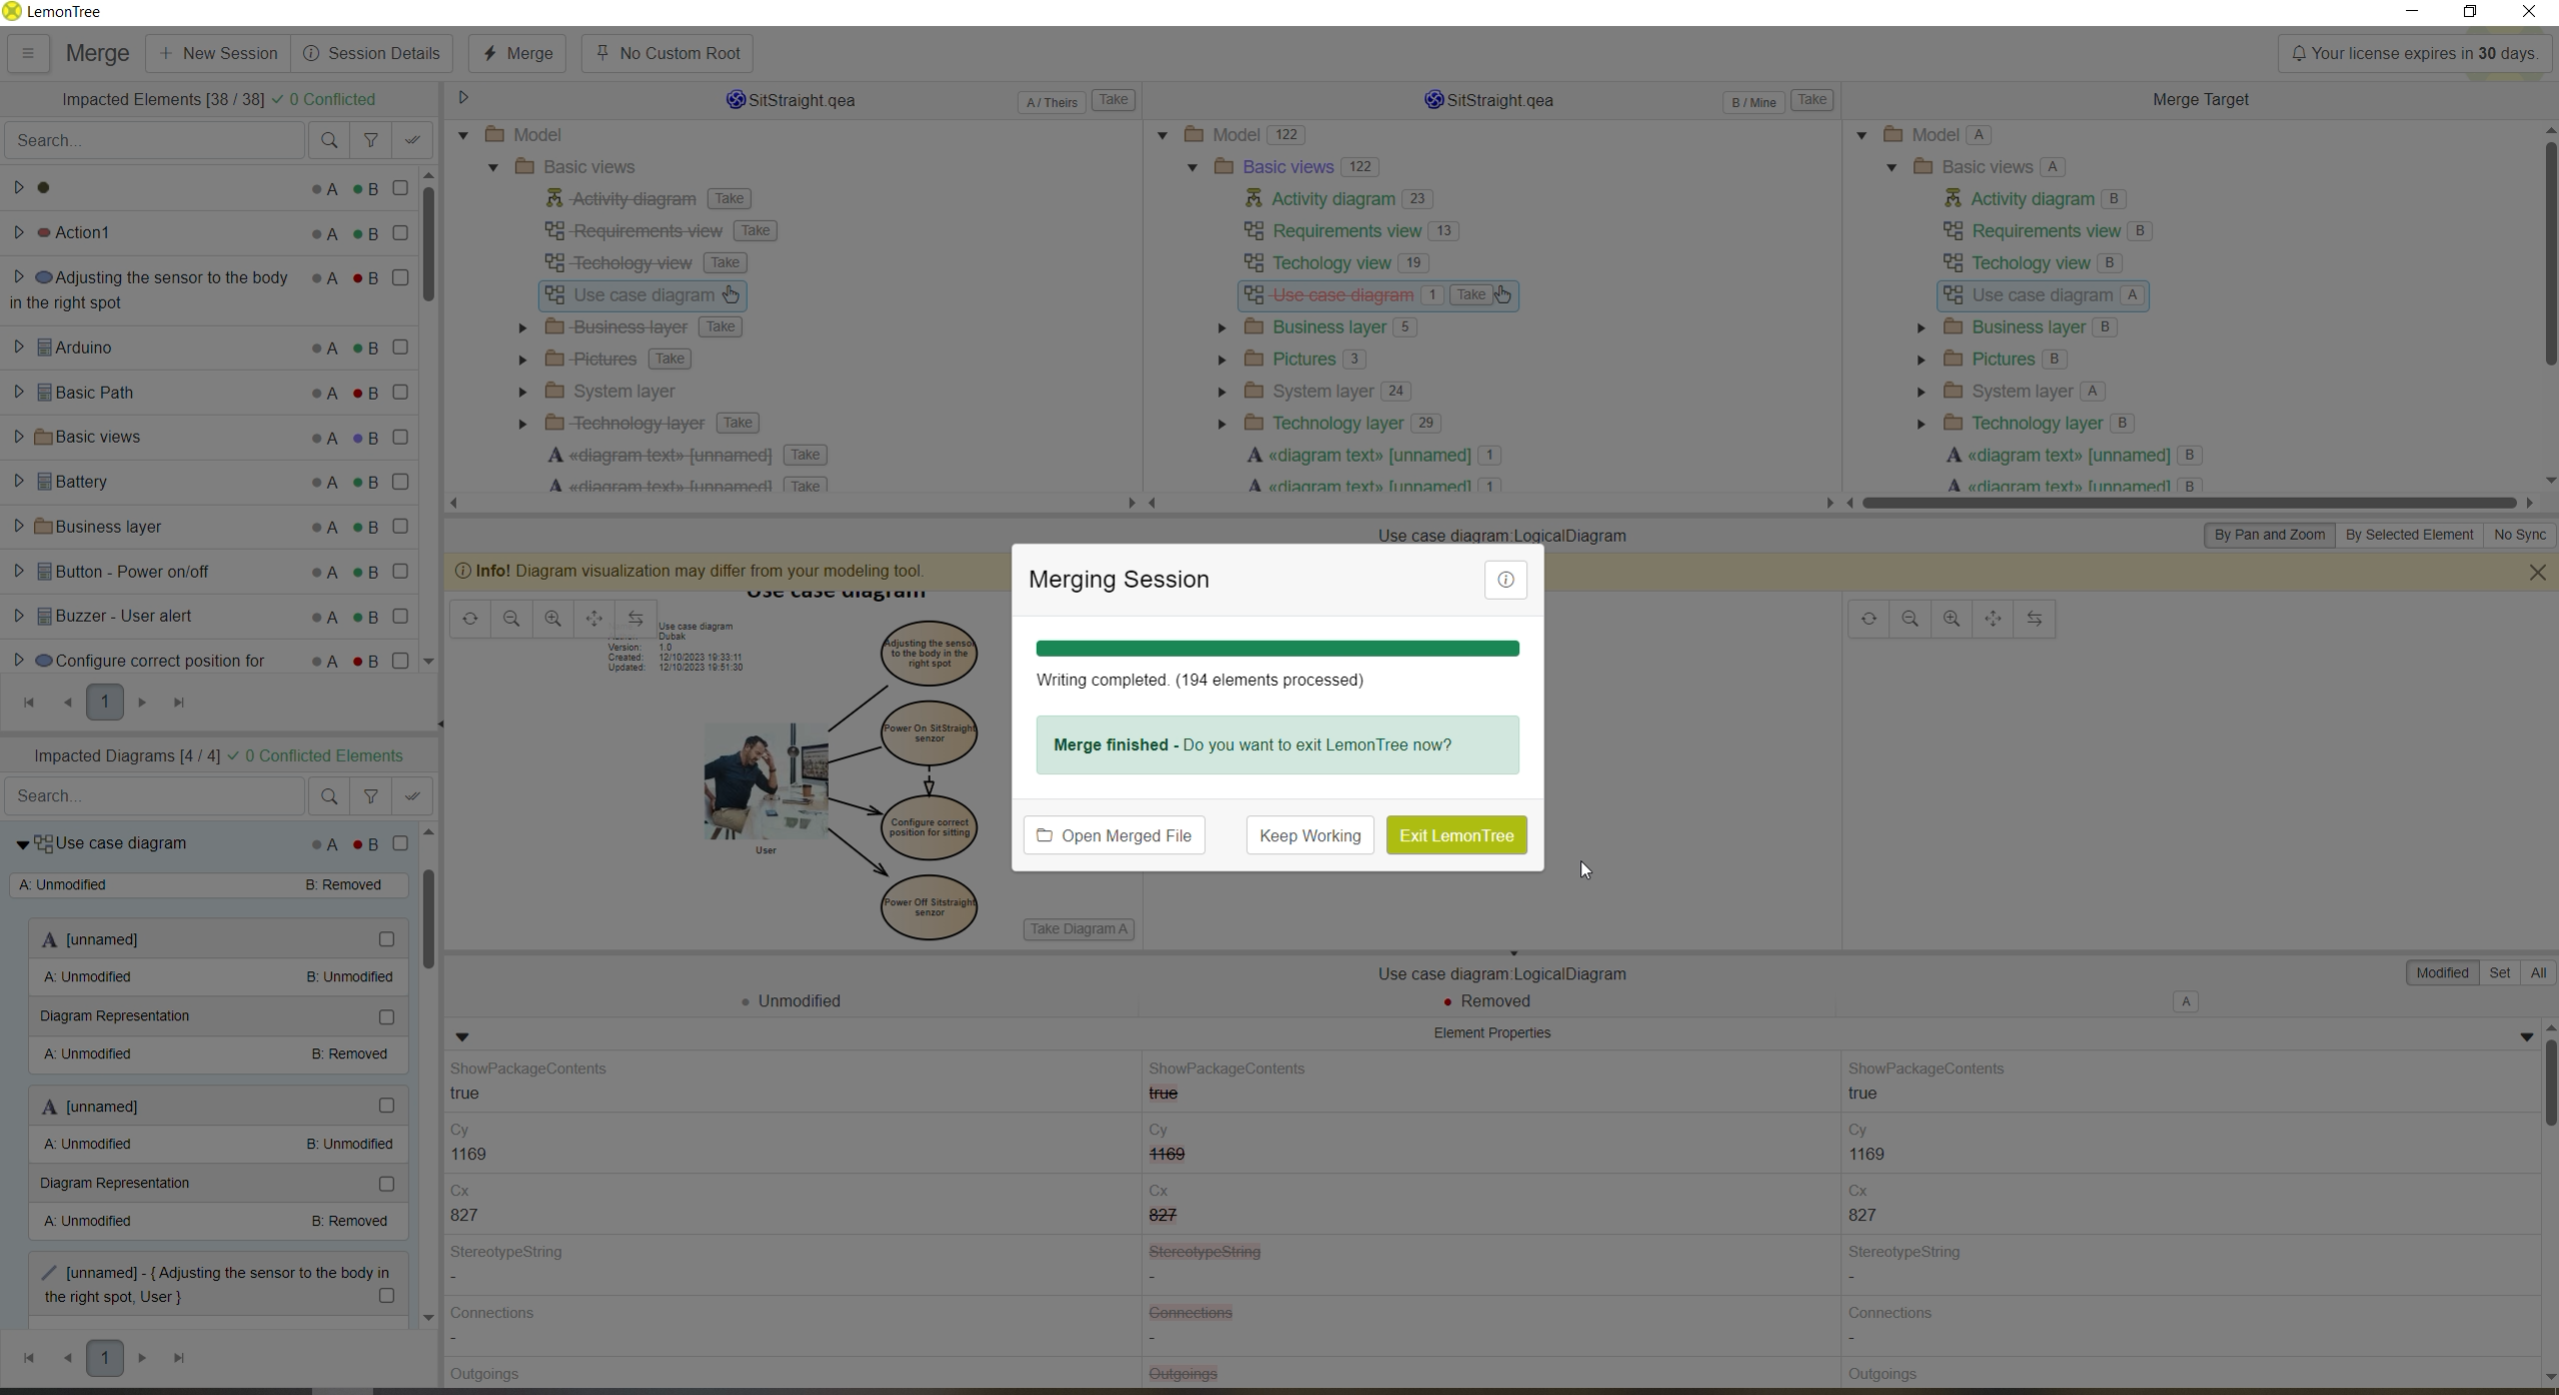 LemonTree
Merge
New Session
Session Details
Merge
No Custom Root
Your license expires in 30 days.
Impacted Elements [38 / 38] ✓ 0 Conflicted
Search...
A B
Action1 A B
Adjusting the sensor to the body A B
in the right spot
Arduino A B
Basic Path A B
Basic views A B
Battery A B
Business layer A B
Button - Power on/off A B
Buzzer - User alert A B
Configure correct position for A B
1
Impacted Diagrams [4 / 4] ✓ 0 Conflicted Elements
Search...
Use case diagram A B
A: Unmodified B: Removed
[unnamed]
A: Unmodified B: Unmodified
Diagram Representation
A: Unmodified B: Removed
[unnamed]
A: Unmodified B: Unmodified
Diagram Representation
A: Unmodified B: Removed
[unnamed] - { Adjusting the sensor to the body in
the right spot, User }
1
SitStraight.qea A / Theirs Take
Model
Basic views
Activity diagram Take
Requirements view Take
Techology view Take
Use case diagram
Business layer Take
Pictures Take
System layer
Technology layer Take
A «diagram text» [unnamed] Take
A «diagram text» [unnamed] Take
SitStraight.qea B / Mine Take
Model 122
Basic views 122
Activity diagram 23
Requirements view 13
Techology view 19
Use case diagram 1 Take
Business layer 5
Pictures 3
System layer 24
Technology layer 29
A «diagram text» [unnamed] 1
A «diagram text» [unnamed] 1
Merge Target
Model A
Basic views A
Activity diagram B
Requirements view B
Techology view B
Use case diagram A
Business layer B
Pictures B
System layer A
Technology layer B
A «diagram text» [unnamed] B
A «diagram text» [unnamed] B
Use case diagram:LogicalDiagram
By Pan and Zoom By Selected Element No Sync
Info! Diagram visualization may differ from your modeling tool.
Use case diagram
Use case diagram
Dubak
Version: 1.0
Created: 12/10/2023 19:33:11
Updated: 12/10/2023 19:51:30
Adjusting the sensor
to the body in the
right spot
Power On SitStraight
senzor
Configure correct
position for sitting
Power Off Sitstraight
senzor
User
Take Diagram A
Merging Session
Writing completed. (194 elements processed)
Merge finished - Do you want to exit LemonTree now?
Open Merged File
Keep Working
Exit LemonTree
Use case diagram:LogicalDiagram
Modified Set All
Unmodified Removed A
Element Properties
ShowPackageContents ShowPackageContents ShowPackageContents
true true true
Cy Cy Cy
1169 1169 1169
Cx Cx Cx
827 827 827
StereotypeString StereotypeString StereotypeString
- - -
Connections Connections Connections
- - -
Outgoings Outgoings Outgoings